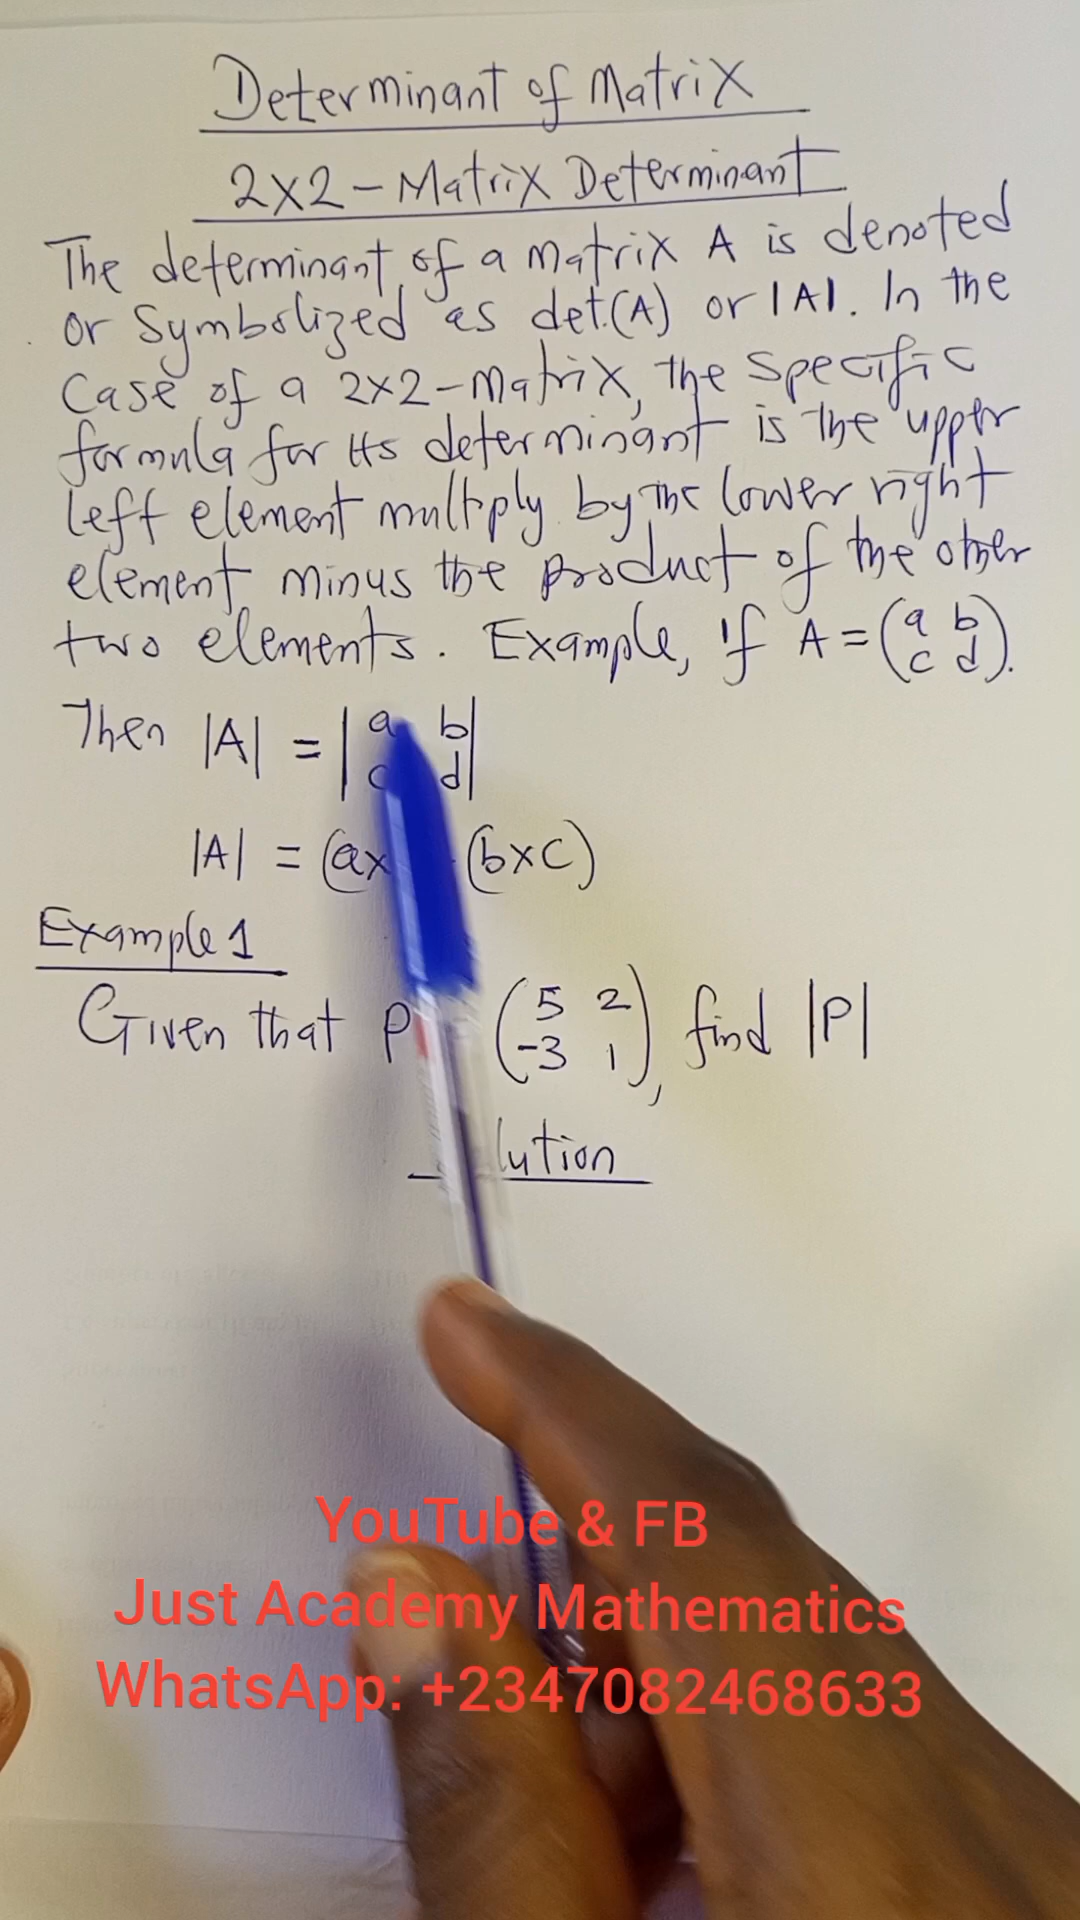 Determinant of Matrix
2x2-Matrix Determinant
The determinant of a Matrix A is denoted
or Symbolized as det.(A) or |A|. In the
Case of a 2x2-Matrix, the specific
formula for its determinant is the upper
left element multiply by the lower right
element minus the product of the other
two elements. Example, if A = (a b
c d).
Then |A| = |a b
c d|
|A| = (ax (bxc)
Example 1
Given that P (5 2
-3 1), find |P|
lution
YouTube & FB
Just Academy Mathematics
WhatsApp: +2347082468633